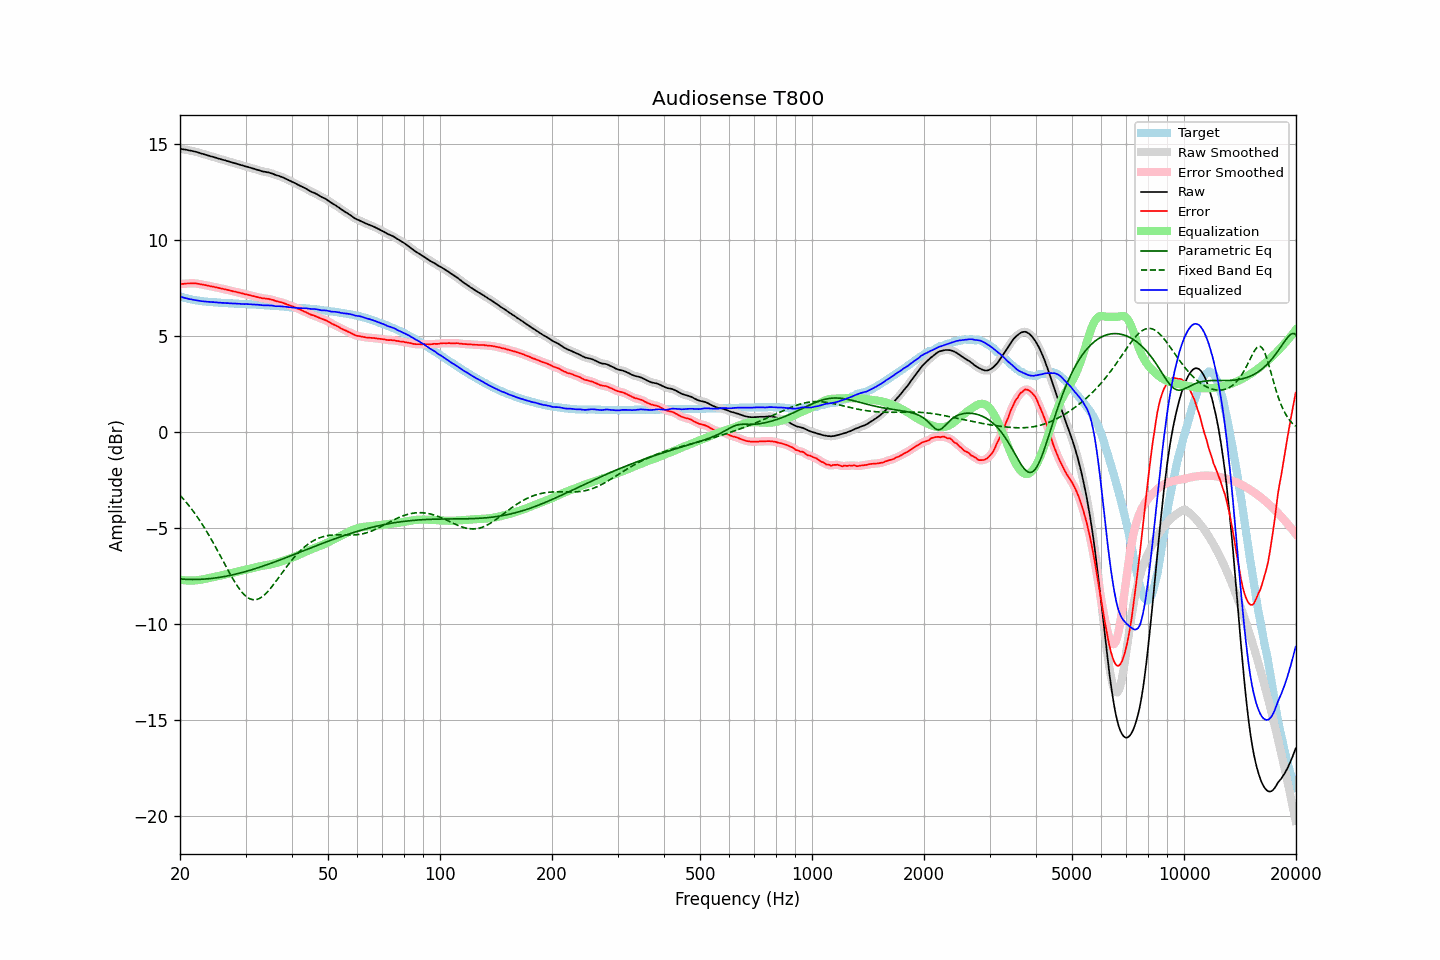 Audiosense T800
Amplitude (dBr)
15
10
5
0
−5
−10
−15
−20
Target
Raw Smoothed
Error Smoothed
Raw
Error
Equalization
Parametric Eq
Fixed Band Eq
Equalized
20 50 100 200 500 1000 2000 5000 10000 20000
Frequency (Hz)